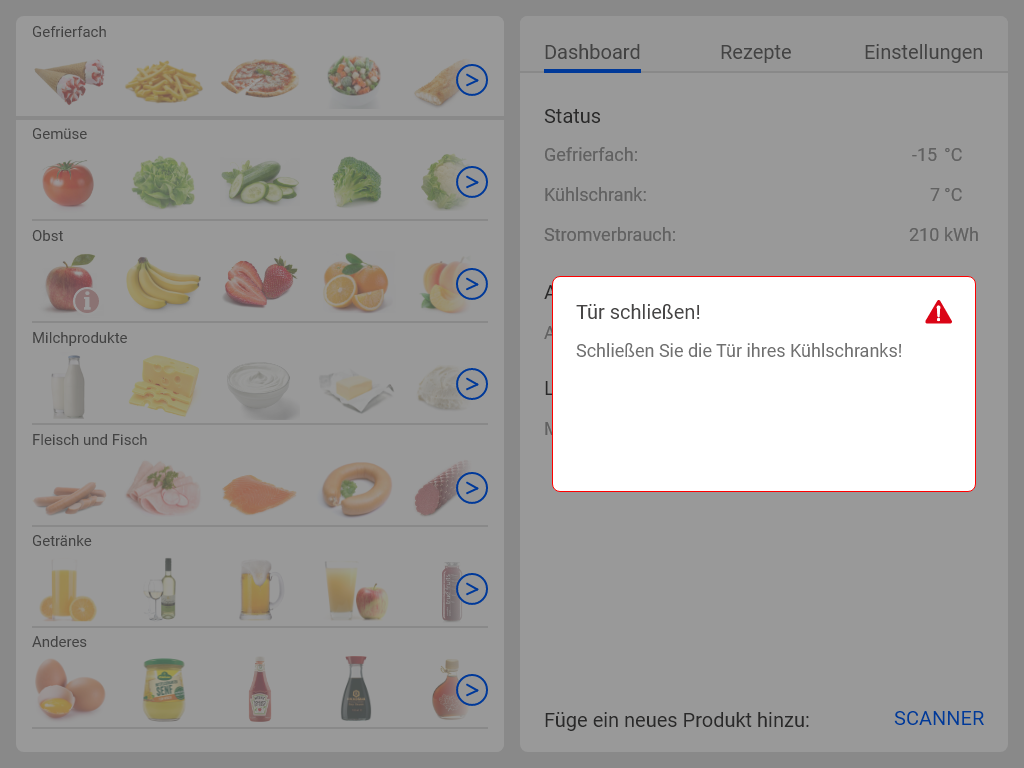 Gefrierfach
>
Gemüse
>
Obst
i
>
Milchprodukte
>
Fleisch und Fisch
>
Getränke
>
Anderes
SENF
>
Dashboard Rezepte Einstellungen
Status
Gefrierfach: -15 °C
Kühlschrank: 7 °C
Stromverbrauch: 210 kWh
Tür schließen!
Schließen Sie die Tür ihres Kühlschranks!
Füge ein neues Produkt hinzu: SCANNER